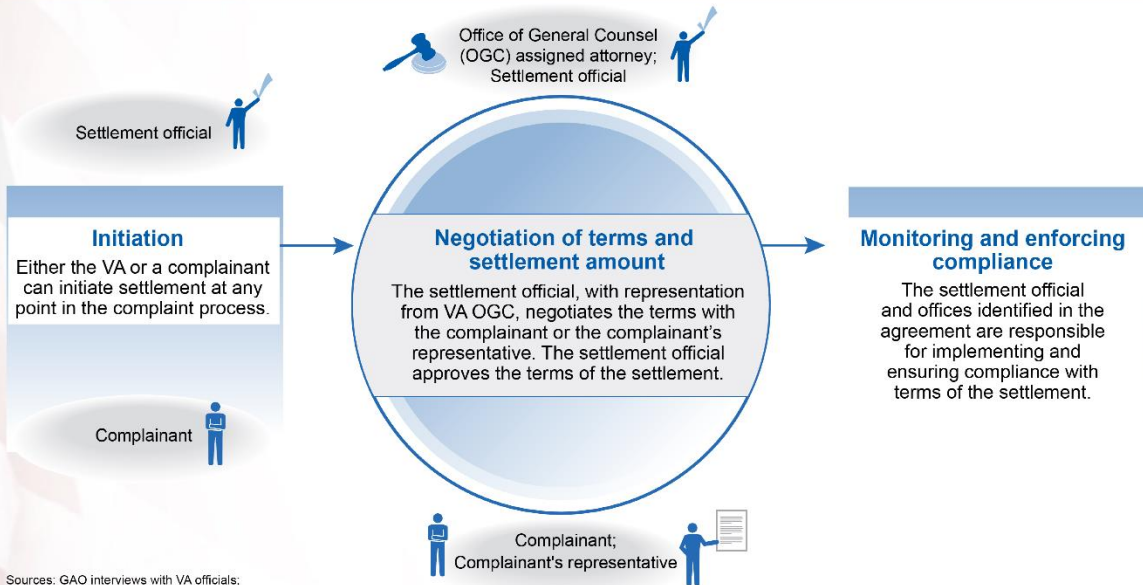 Office of General Counsel
(OGC) assigned attorney;
Settlement official
Settlement official
Initiation
Either the VA or a complainant
can initiate settlement at any
point in the complaint process.
Complainant
Negotiation of terms and
settlement amount
The settlement official, with representation
from VA OGC, negotiates the terms with
the complainant or the complainant’s
representative. The settlement official
approves the terms of the settlement.
Complainant;
Complainant's representative
Monitoring and enforcing
compliance
The settlement official
and offices identified in the
agreement are responsible
for implementing and
ensuring compliance with
terms of the settlement.
Sources: GAO interviews with VA officials;